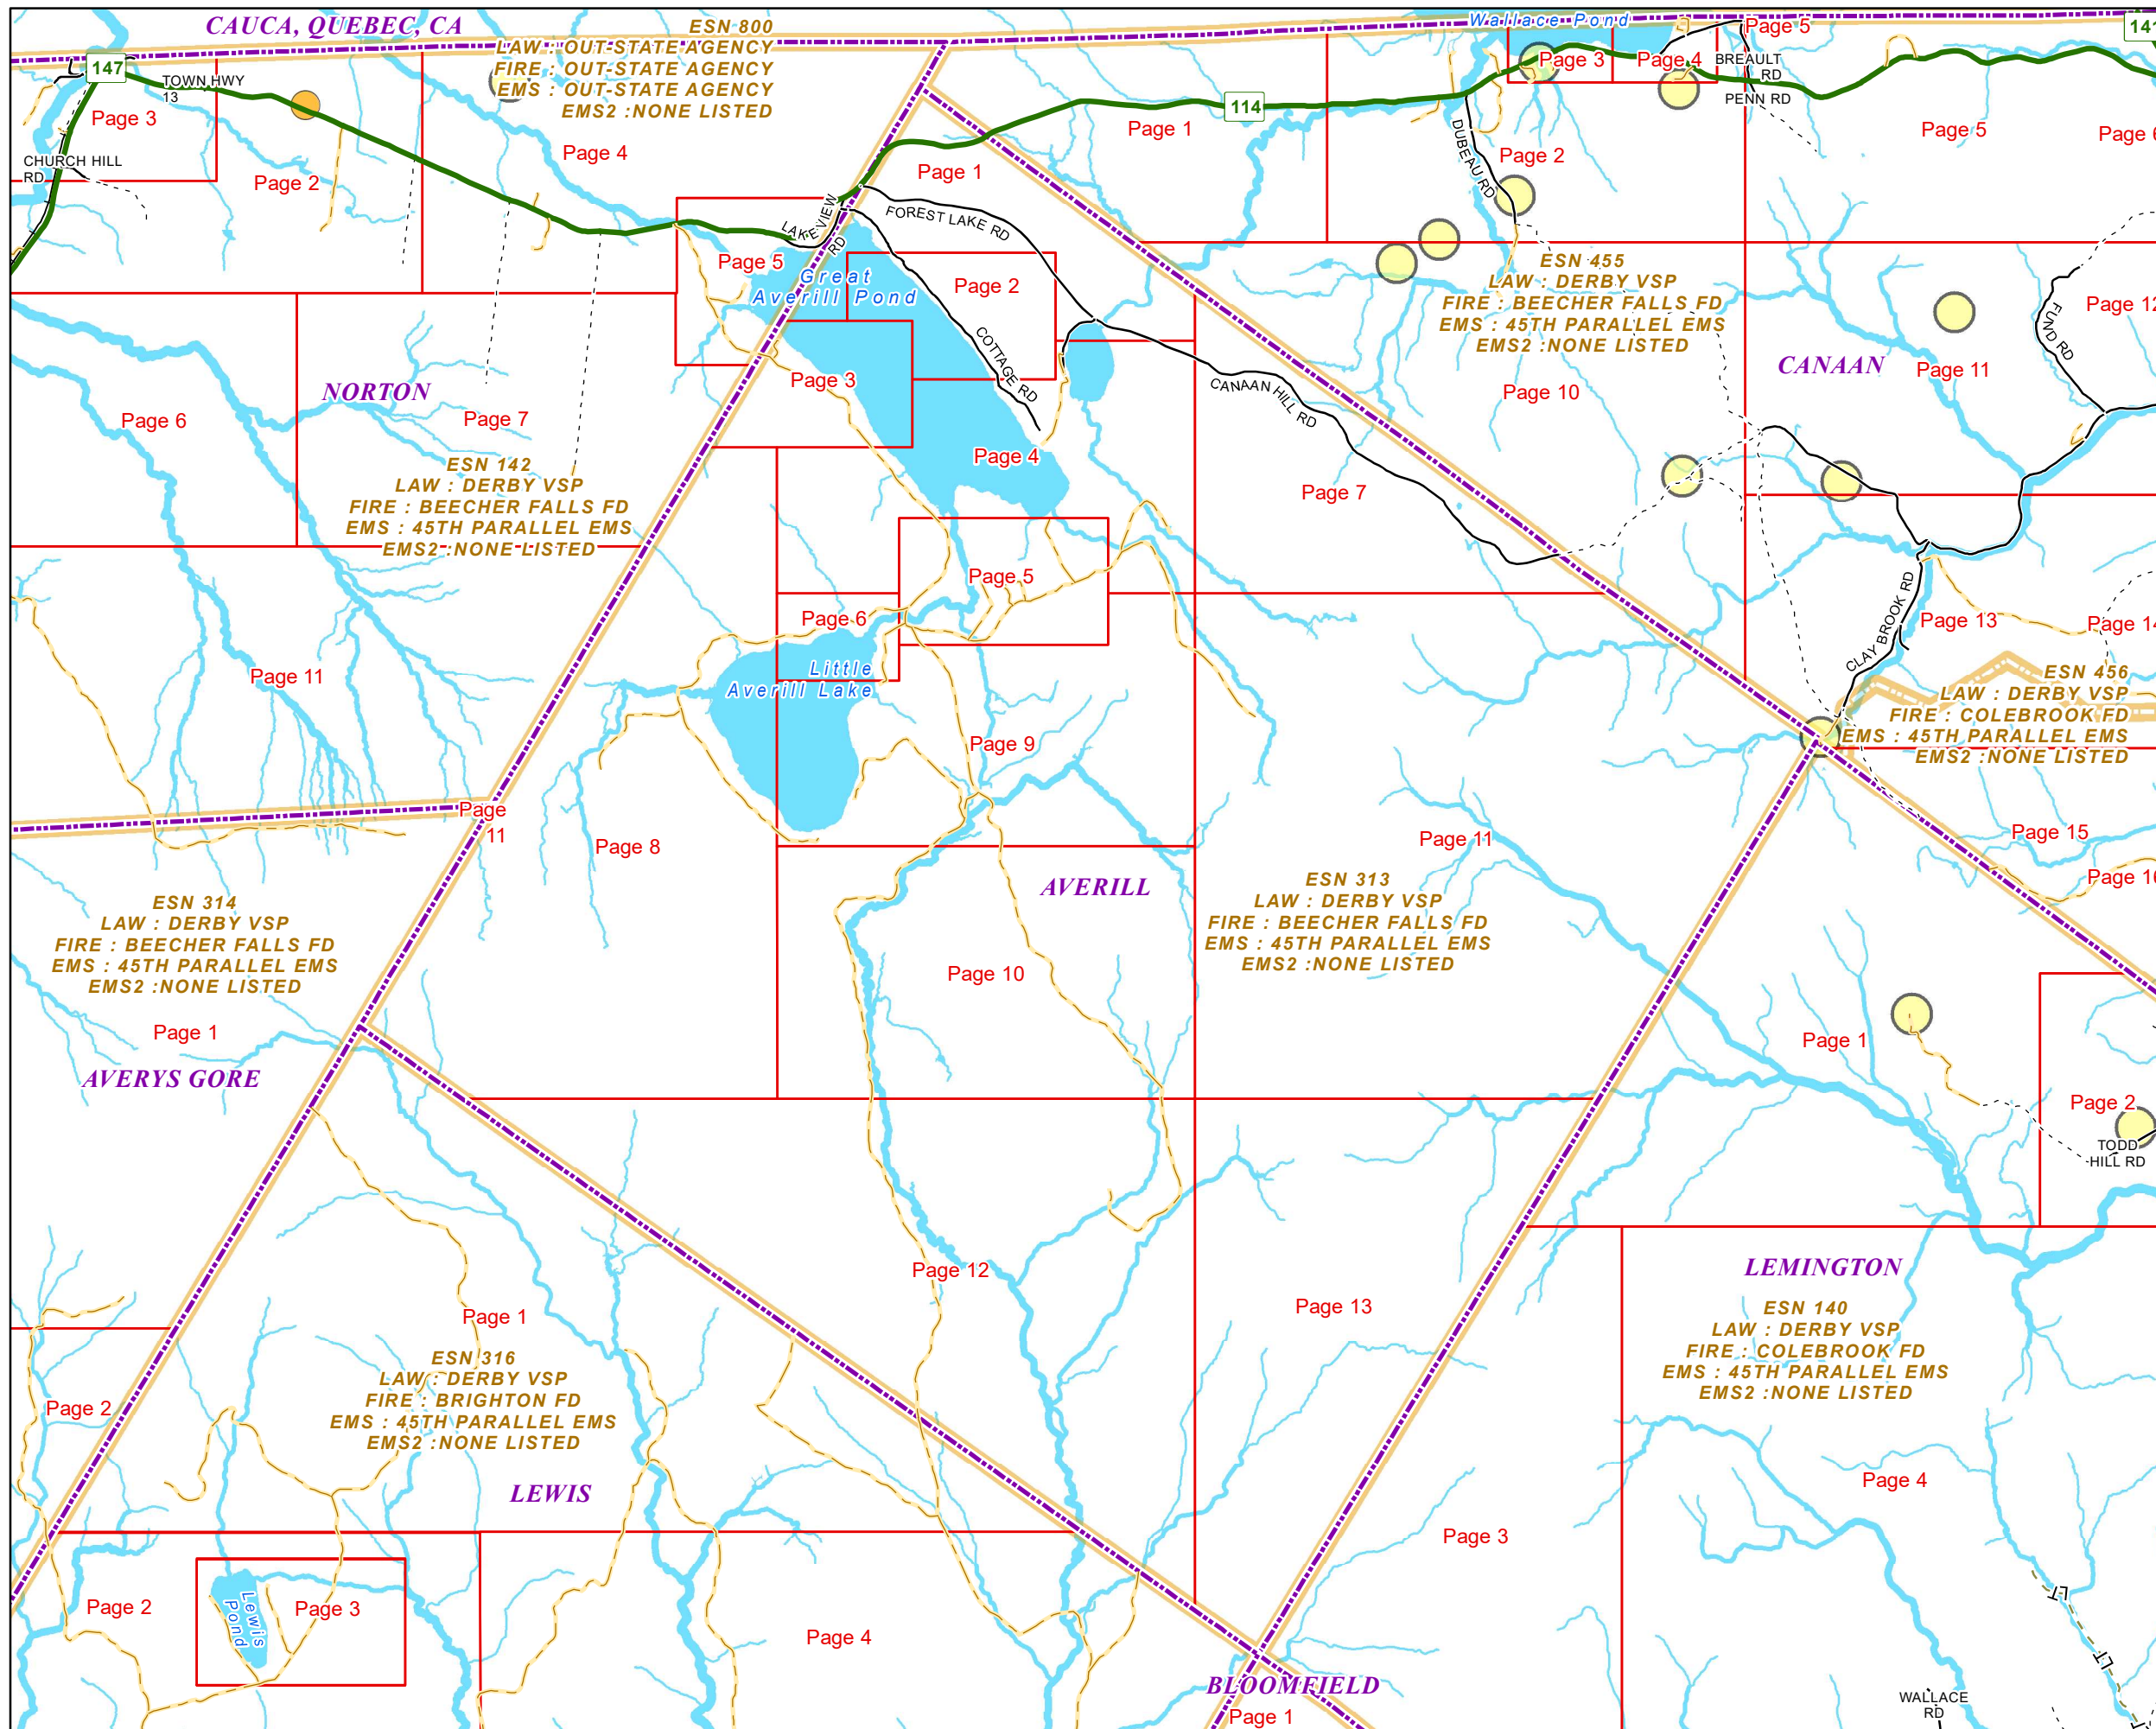 CAUCA, QUEBEC, CA
ESN 800
LAW : OUT-STATE AGENCY
FIRE : OUT-STATE AGENCY
EMS : OUT-STATE AGENCY
EMS2 :NONE LISTED
Wallace Pond
Page 5
141
147
TOWN HWY
13
Page 3
Page 4
BREAULT
RD
PENN RD
Page 3
114
Page 1
Page 5
Page 6
CHURCH HILL
RD
Page 2
Page 4
Page 1
DUBEAU RD
Page 2
LAKE VIEW
RD
FOREST LAKE RD
Page 5
Great
Averill Pond
Page 2
ESN 455
LAW : DERBY VSP
FIRE : BEECHER FALLS FD
EMS : 45TH PARALLEL EMS
EMS2 :NONE LISTED
Page 12
FUND RD
COTTAGE RD
CANAAN
Page 11
NORTON
Page 3
CANAAN HILL RD
Page 10
Page 6
Page 7
Page 4
Page 7
ESN 142
LAW : DERBY VSP
FIRE : BEECHER FALLS FD
EMS : 45TH PARALLEL EMS
EMS2 :NONE LISTED
Page 5
Page 6
CLAY BROOK RD
Page 13
Page 14
Page 11
Little
Averill Lake
ESN 456
LAW : DERBY VSP
FIRE : COLEBROOK FD
EMS : 45TH PARALLEL EMS
EMS2 :NONE LISTED
Page 9
Page
11
Page 8
Page 11
Page 15
Page 16
AVERILL
ESN 313
LAW : DERBY VSP
FIRE : BEECHER FALLS FD
EMS : 45TH PARALLEL EMS
EMS2 :NONE LISTED
ESN 314
LAW : DERBY VSP
FIRE : BEECHER FALLS FD
EMS : 45TH PARALLEL EMS
EMS2 :NONE LISTED
Page 10
Page 1
Page 1
AVERYS GORE
Page 2
TODD
HILL RD
Page 12
LEMINGTON
Page 13
Page 1
ESN 140
LAW : DERBY VSP
FIRE : COLEBROOK FD
EMS : 45TH PARALLEL EMS
EMS2 :NONE LISTED
ESN 316
LAW : DERBY VSP
FIRE : BRIGHTON FD
EMS : 45TH PARALLEL EMS
EMS2 :NONE LISTED
Page 2
Page 4
LEWIS
Page 3
Page 2
Lewis
Pond
Page 3
LT
Page 4
LT
BLOOMFIELD
Page 1
WALLACE
RD